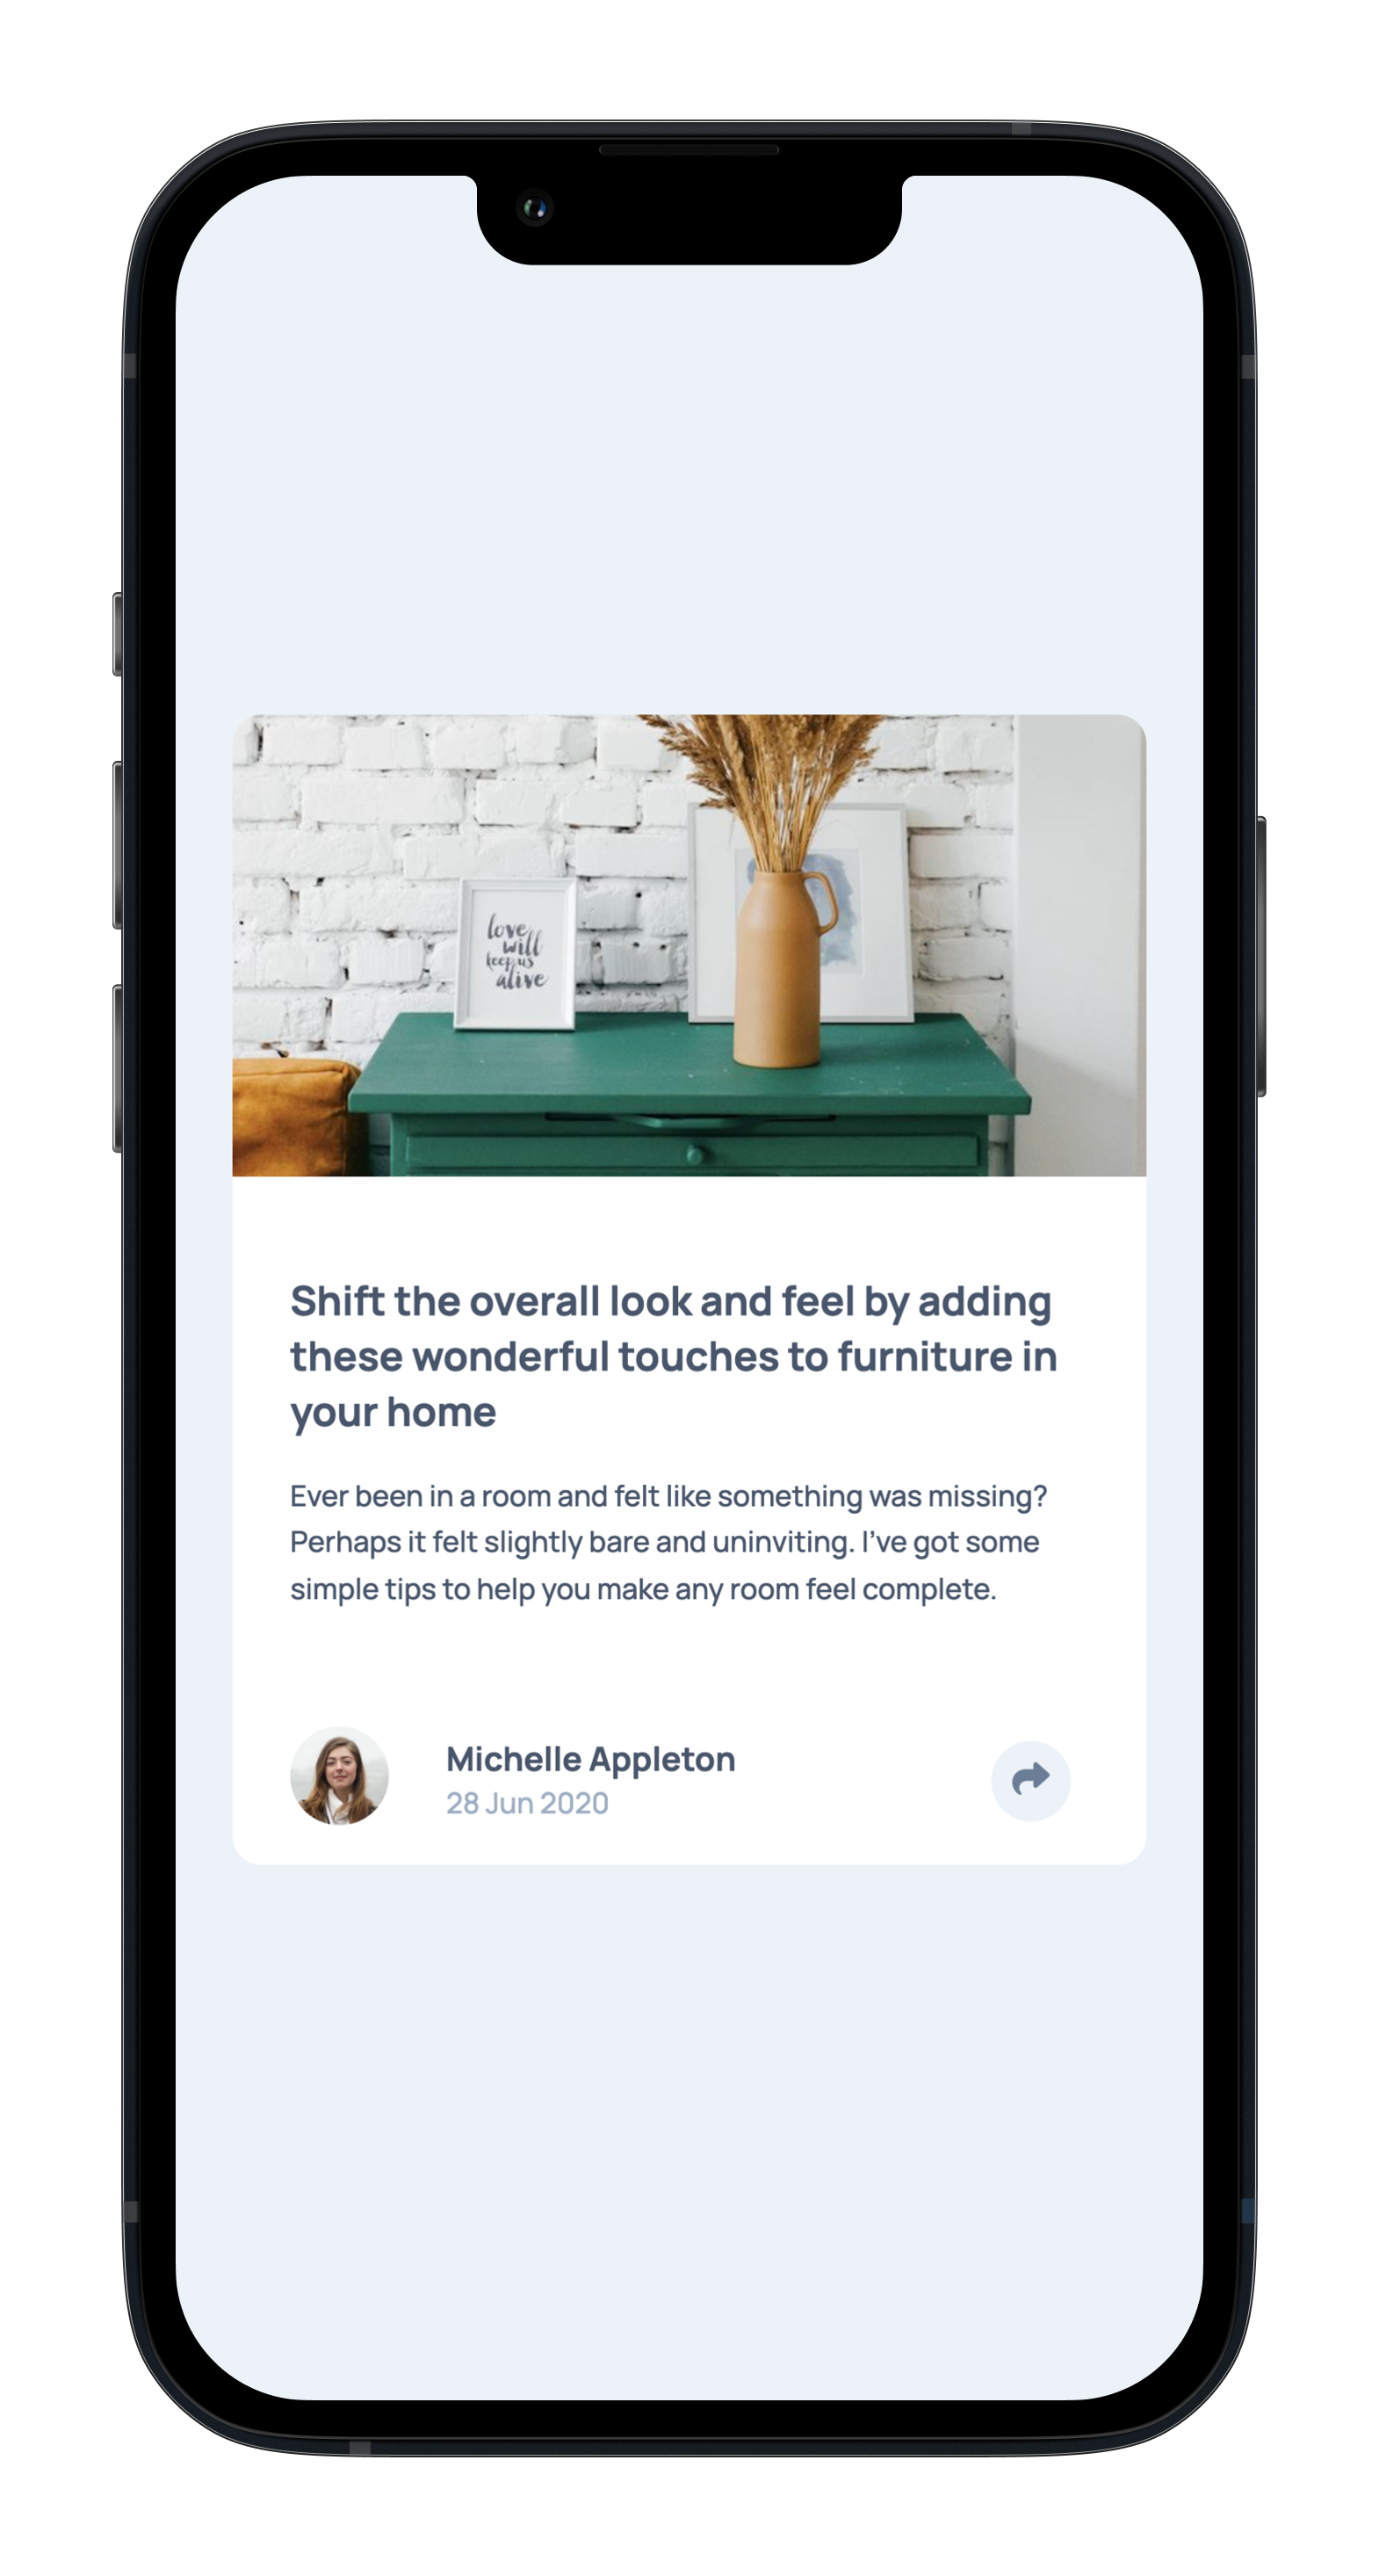 love
will
keep us
alive
Shift the overall look and feel by adding
these wonderful touches to furniture in
your home
Ever been in a room and felt like something was missing?
Perhaps it felt slightly bare and uninviting. I’ve got some
simple tips to help you make any room feel complete.
Michelle Appleton
28 Jun 2020